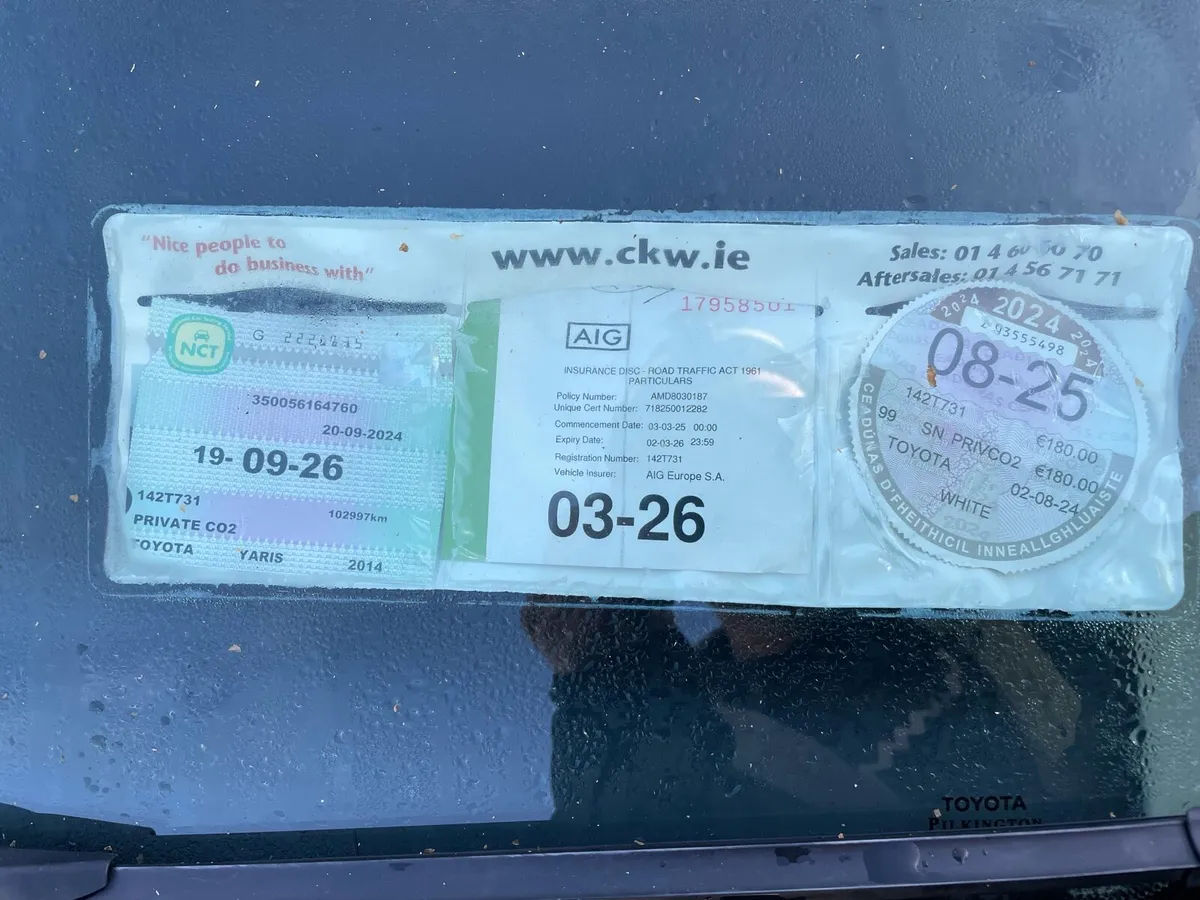 "Nice people to
do business with"
www.ckw.ie
Sales: 01 4 60 70
Aftersales: 01 4 56 71 71
NCT
G
350056164760
20-09-2024
19-09-26
142T731
102997km
PRIVATE CO2
TOYOTA YARIS 2014
17958501
AIG
INSURANCE DISC - ROAD TRAFFIC ACT 1961
PARTICULARS
Policy Number: AMD8030187
Unique Cert Number: 718250012282
Commencement Date: 03-03-25 00:00
Expiry Date: 02-03-26 23:59
Registration Number: 142T731
Vehicle Insurer: AIG Europe S.A.
03-26
2024 2024 2024
93555498
08-25
142T731
99 SN PRIVCO2 €180.00
TOYOTA €180.00
WHITE 02-08-24
CEADÚNAS D'FHEITHICIL INNEALLGHLUAISTE
TOYOTA
PILKINGTON